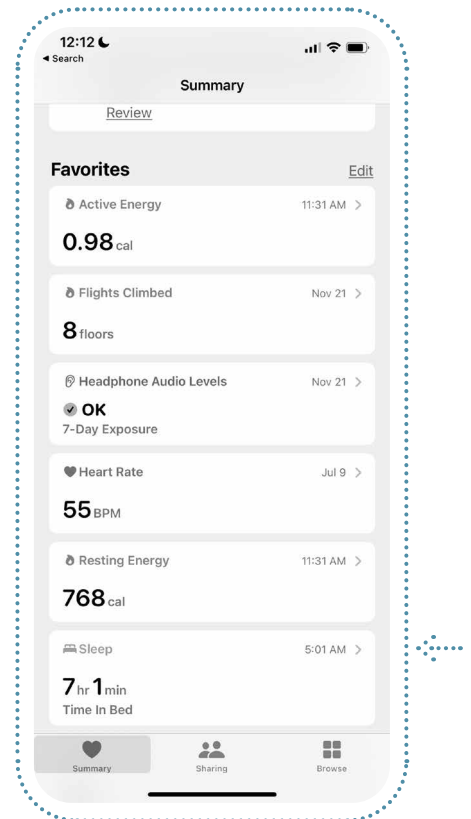 12:12
Search
Summary
Review
Favorites Edit
Active Energy 11:31 AM
0.98 cal
Flights Climbed Nov 21
8 floors
Headphone Audio Levels Nov 21
OK
7-Day Exposure
Heart Rate Jul 9
55 BPM
Resting Energy 11:31 AM
768 cal
Sleep 5:01 AM
7 hr 1 min
Time In Bed
Summary Sharing Browse